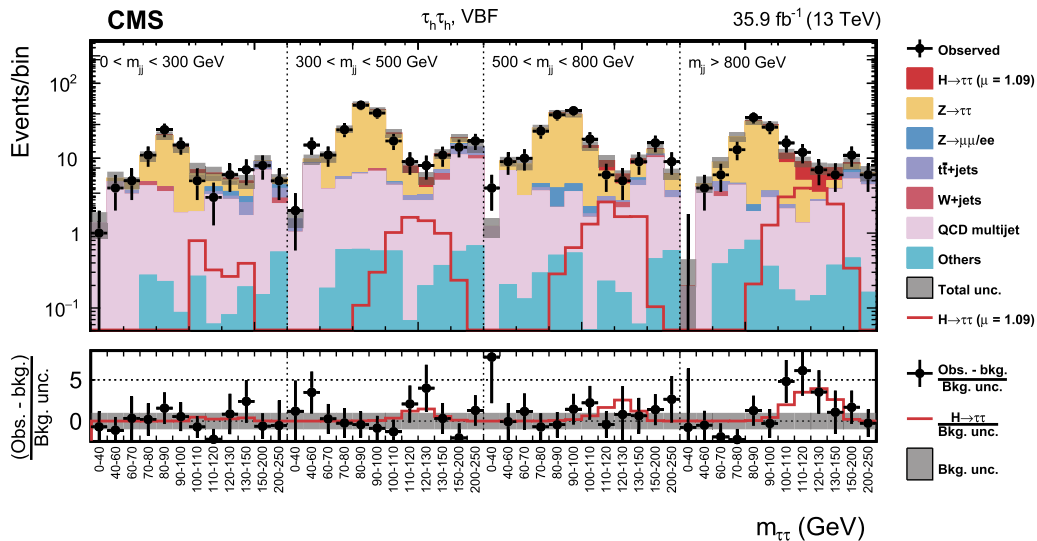 CMS
τhτh, VBF
35.9 fb⁻¹ (13 TeV)
Events/bin
10²
10
1
10⁻¹
0 < mjj < 300 GeV
300 < mjj < 500 GeV
500 < mjj < 800 GeV
mjj > 800 GeV
Observed
H→ττ (μ = 1.09)
Z→ττ
Z→μμ/ee
tt̄+jets
W+jets
QCD multijet
Others
Total unc.
H→ττ (μ = 1.09)
(Obs. - bkg.)
Bkg. unc.
5
0
Obs. - bkg.
Bkg. unc.
H→ττ
Bkg. unc.
Bkg. unc.
0-40 40-60 60-70 70-80 80-90 90-100 100-110 110-120 120-130 130-150 150-200 200-250
0-40 40-60 60-70 70-80 80-90 90-100 100-110 110-120 120-130 130-150 150-200 200-250
0-40 40-60 60-70 70-80 80-90 90-100 100-110 110-120 120-130 130-150 150-200 200-250
0-40 40-60 60-70 70-80 80-90 90-100 100-110 110-120 120-130 130-150 150-200 200-250
mττ (GeV)